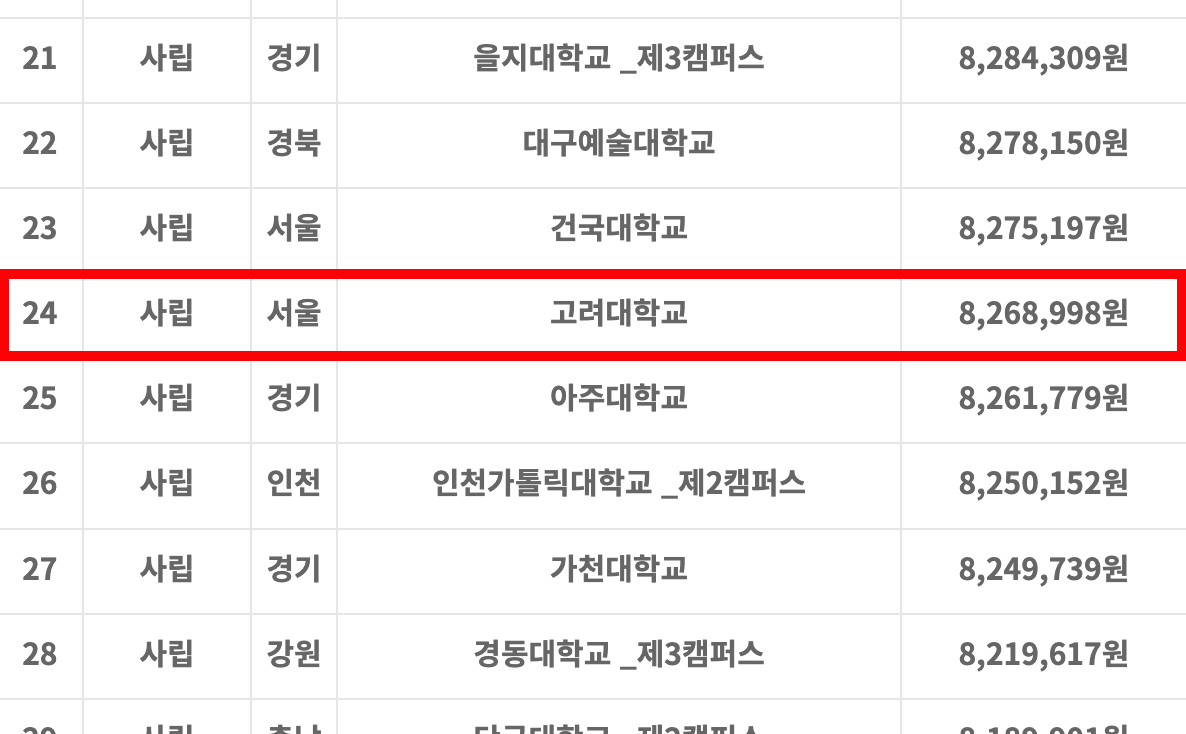 21 사립 경기 을지대학교 _제3캠퍼스 8,284,309원
22 사립 경북 대구예술대학교 8,278,150원
23 사립 서울 건국대학교 8,275,197원
24 사립 서울 고려대학교 8,268,998원
25 사립 경기 아주대학교 8,261,779원
26 사립 인천 인천가톨릭대학교 _제2캠퍼스 8,250,152원
27 사립 경기 가천대학교 8,249,739원
28 사립 강원 경동대학교 _제3캠퍼스 8,219,617원